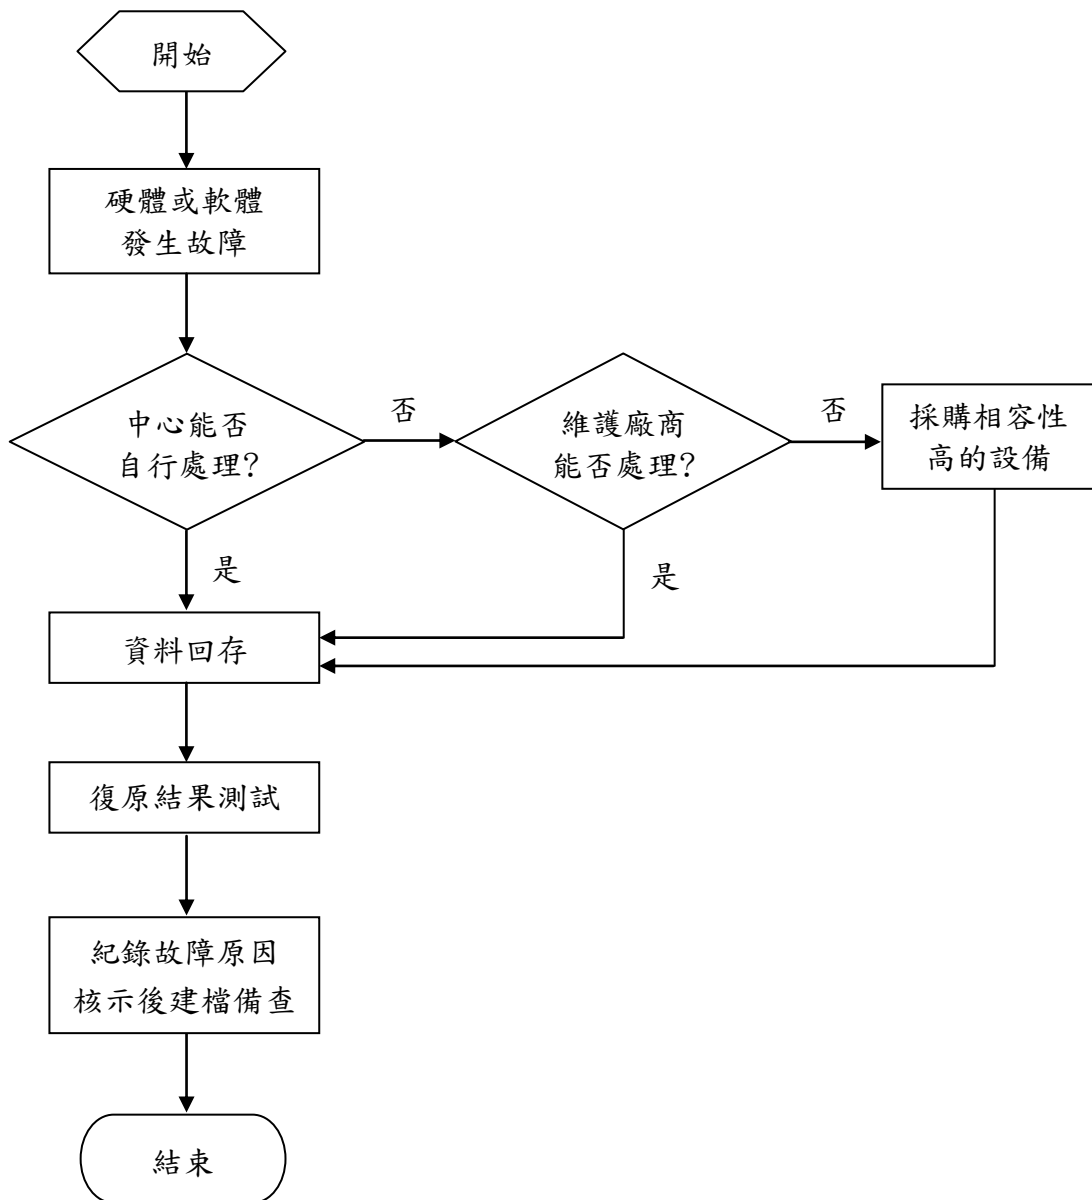 開始
硬體或軟體
發生故障
中心能否
自行處理?
否
維護廠商
能否處理?
否
採購相容性
高的設備
是
是
資料回存
復原結果測試
紀錄故障原因
核示後建檔備查
結束